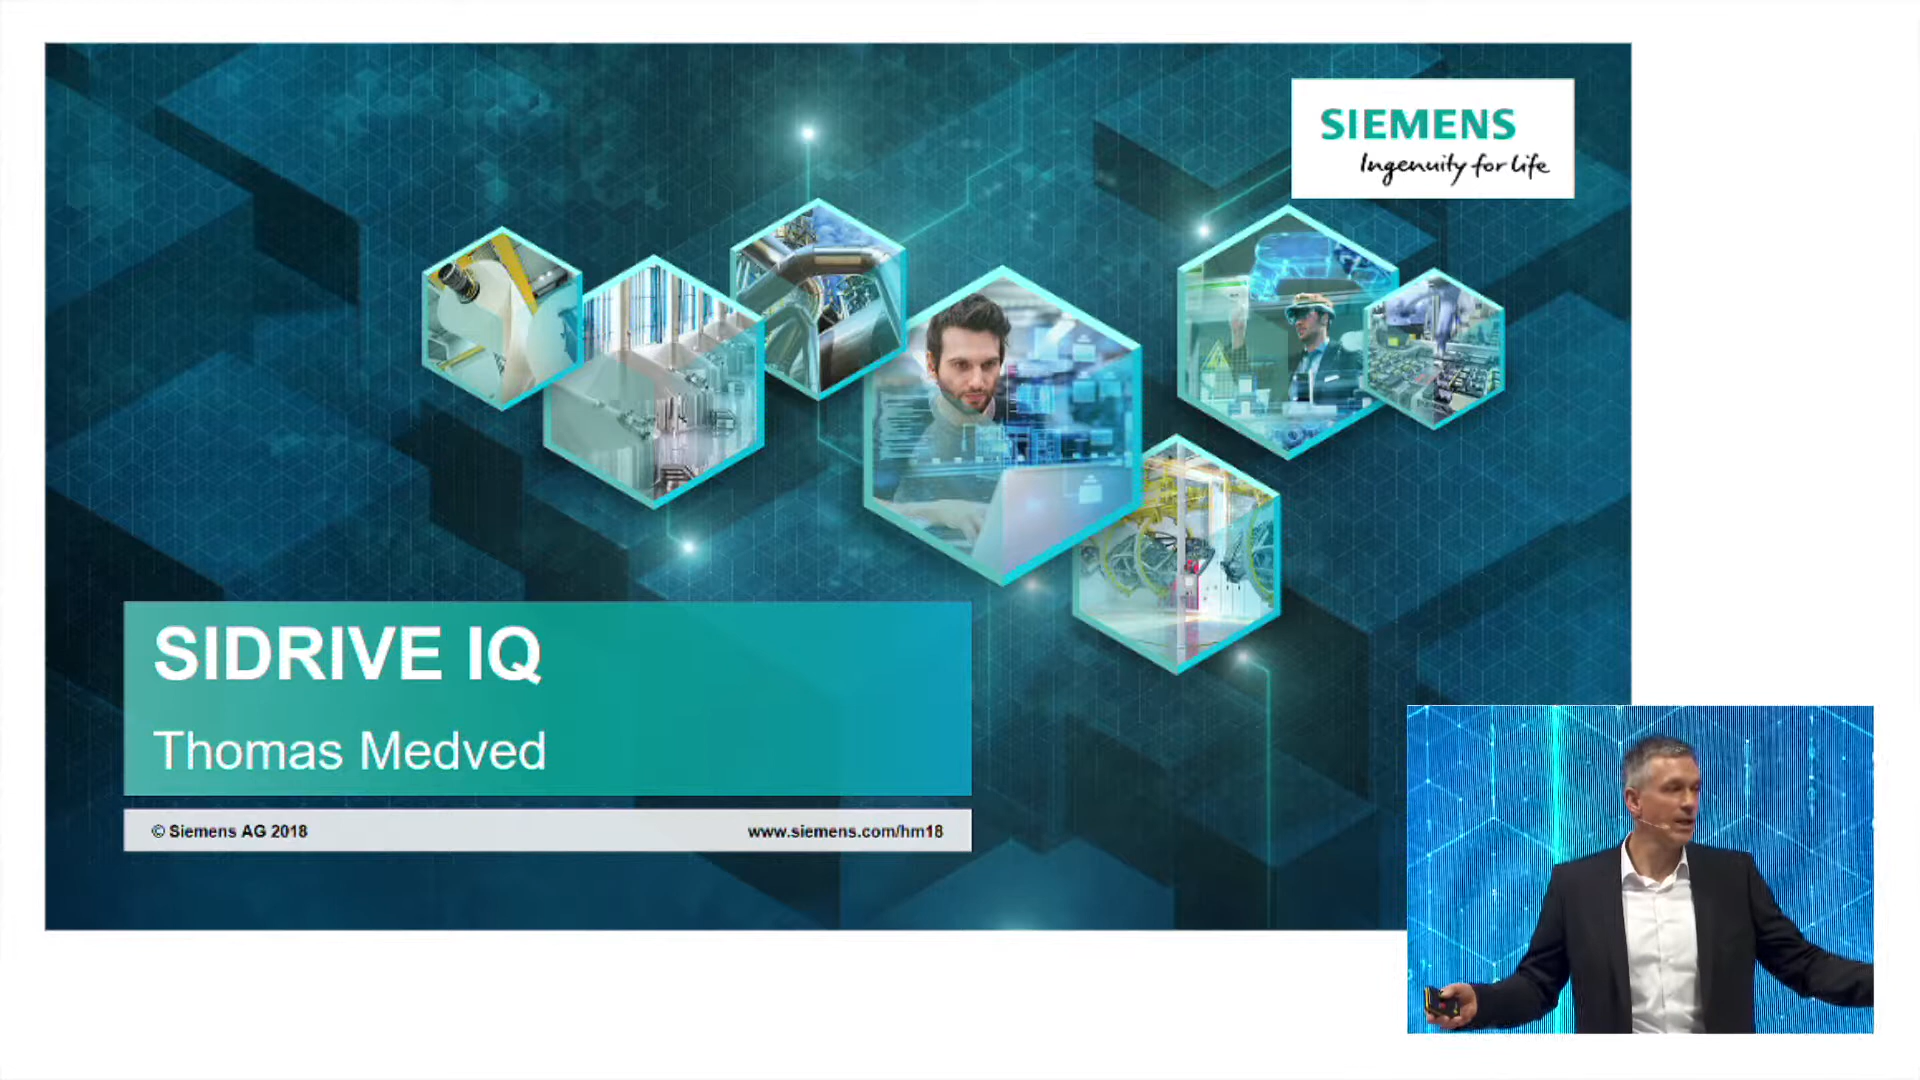 SIEMENS
Ingenuity for life
SIDRIVE IQ
Thomas Medved
© Siemens AG 2018
www.siemens.com/hm18